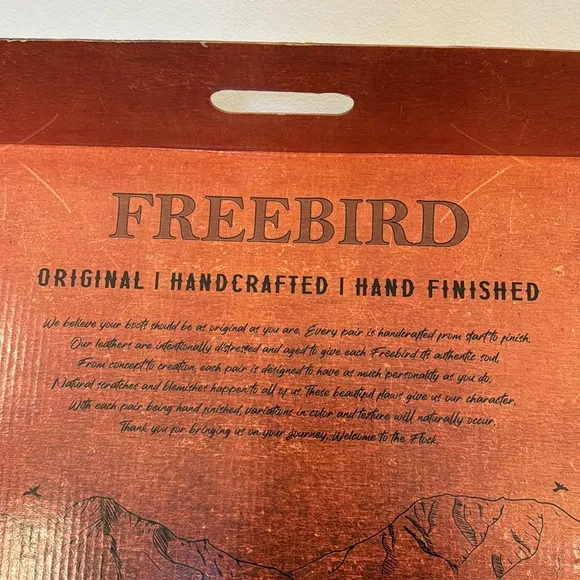 FREEBIRD
ORIGINAL | HANDCRAFTED | HAND FINISHED
We believe your boots should be as original as you are. Every pair is handcrafted from start to finish.
Our leathers are intentionally distressed and aged to give each Freebird its authentic soul.
From concept to creation, each pair is designed to have as much personality as you do.
Natural scratches and blemishes happen to all of us. These beautiful flaws give us our character.
With each pair being hand finished, variations in color and texture will naturally occur.
Thank you for bringing us on your journey. Welcome to the Flock.